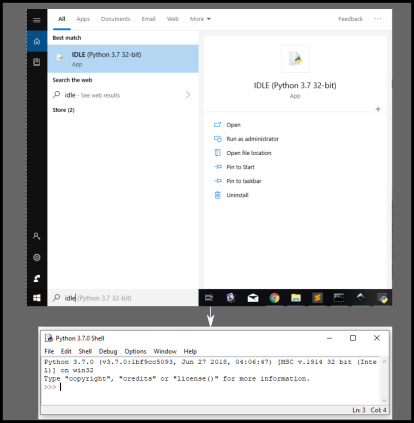 All Apps Documents Email Web More Feedback ...
Best match
IDLE (Python 3.7 32-bit)
App
Search the web
idle - See web results
Store (2)
IDLE (Python 3.7 32-bit)
App
Open
Run as administrator
Open file location
Pin to Start
Pin to taskbar
Uninstall
idle (Python 3.7 32-bit)
Python 3.7.0 Shell
File Edit Shell Debug Options Window Help
Python 3.7.0 (v3.7.0:1bf9cc5093, Jun 27 2018, 04:06:47) [MSC v.1914 32 bit (Inte
l)] on win32
Type "copyright", "credits" or "license()" for more information.
>>>
Ln: 3 Col: 4